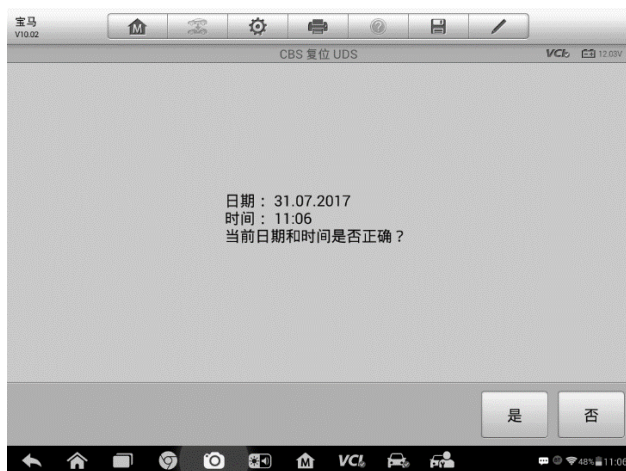 宝马
V10.02
CBS 复位 UDS
VCI
12.03V
日期： 31.07.2017
时间： 11:06
当前日期和时间是否正确？
是
否
VCI
48%
11:06